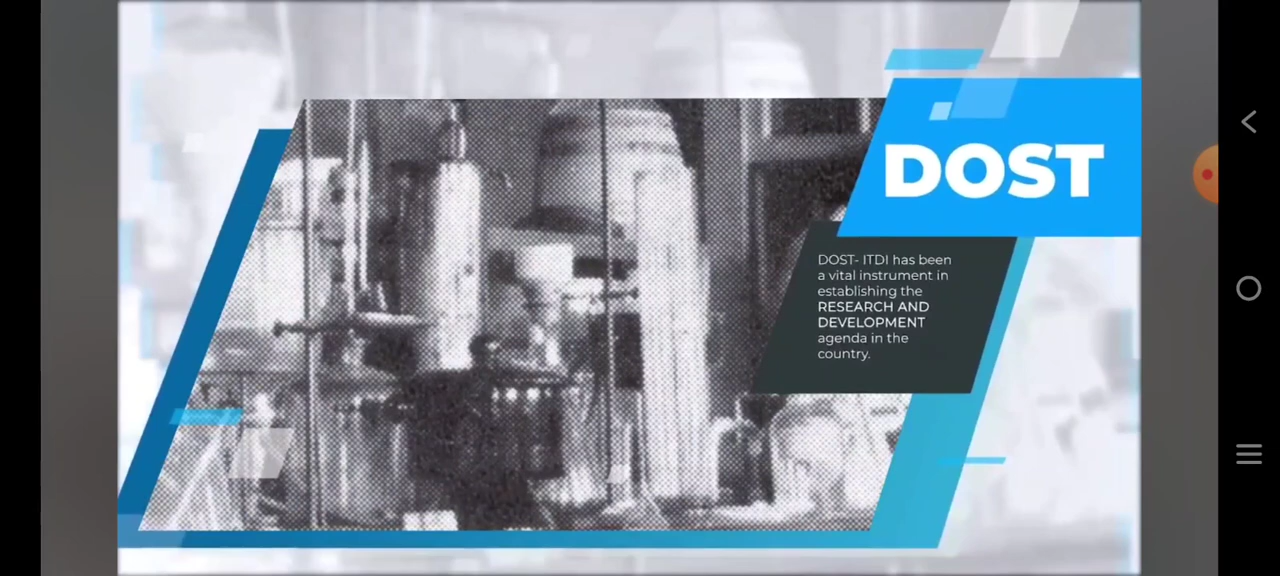 DOST
DOST- ITDI has been
a vital instrument in
establishing the
RESEARCH AND
DEVELOPMENT
agenda in the
country.